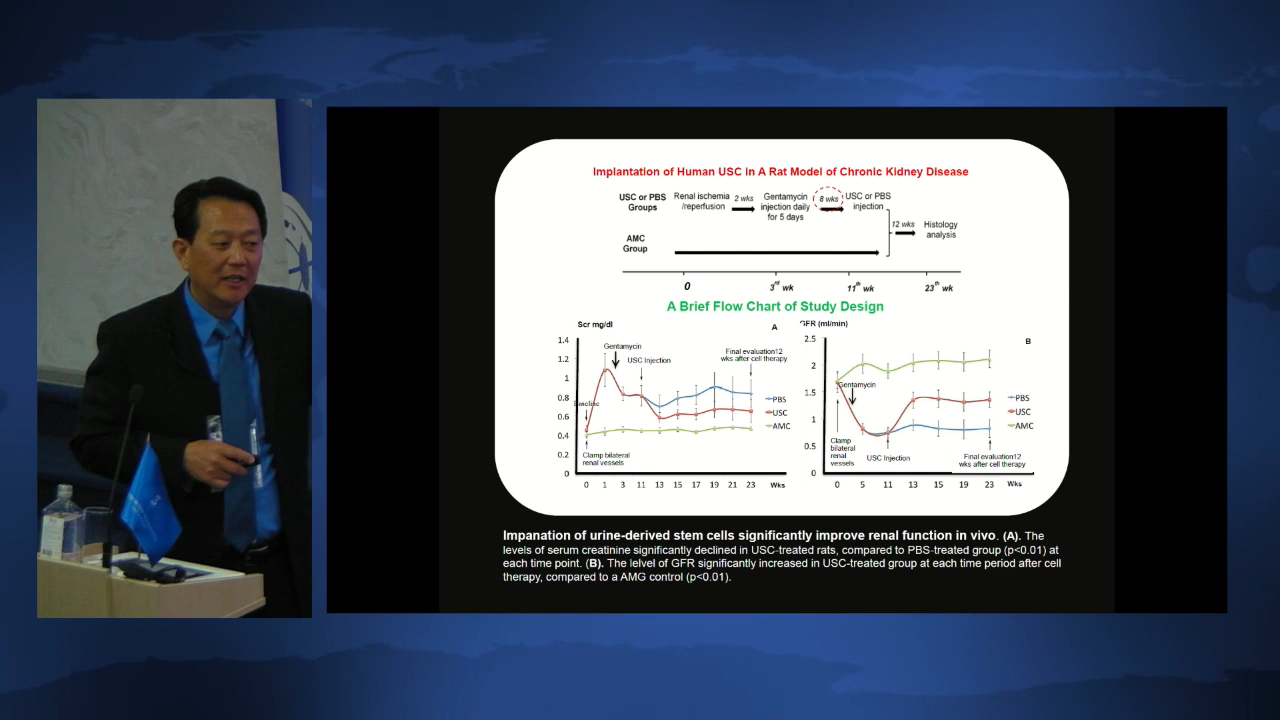 Implantation of Human USC in A Rat Model of Chronic Kidney Disease
USC or PBS Groups
Renal ischemia /reperfusion
2 wks
Gentamycin injection daily for 5 days
8 wks
USC or PBS injection
AMC Group
12 wks
Histology analysis
0
3rd wk
11th wk
23th wk
A Brief Flow Chart of Study Design
Scr mg/dl
A
1.4
1.2
1
0.8
0.6
0.4
0.2
0
Gentamycin
USC Injection
Final evaluation12 wks after cell therapy
Baseline
Clamp bilateral renal vessels
PBS
USC
AMC
0 1 3 11 13 15 17 19 21 23 Wks
GFR (ml/min)
B
2.5
2
1.5
1
0.5
0
Gentamycin
Clamp bilateral renal vessels
USC Injection
Final evaluation12 wks after cell therapy
PBS
USC
AMC
0 5 11 13 15 19 23 Wks
Impanation of urine-derived stem cells significantly improve renal function in vivo. (A). The
levels of serum creatinine significantly declined in USC-treated rats, compared to PBS-treated group (p<0.01) at
each time point. (B). The lelvel of GFR significantly increased in USC-treated group at each time period after cell
therapy, compared to a AMG control (p<0.01).